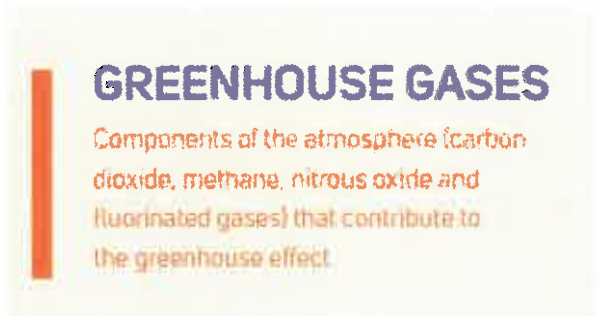 GREENHOUSE GASES
Components of the atmosphere (carbon
dioxide, methane, nitrous oxide and
fluorinated gases) that contribute to
the greenhouse effect